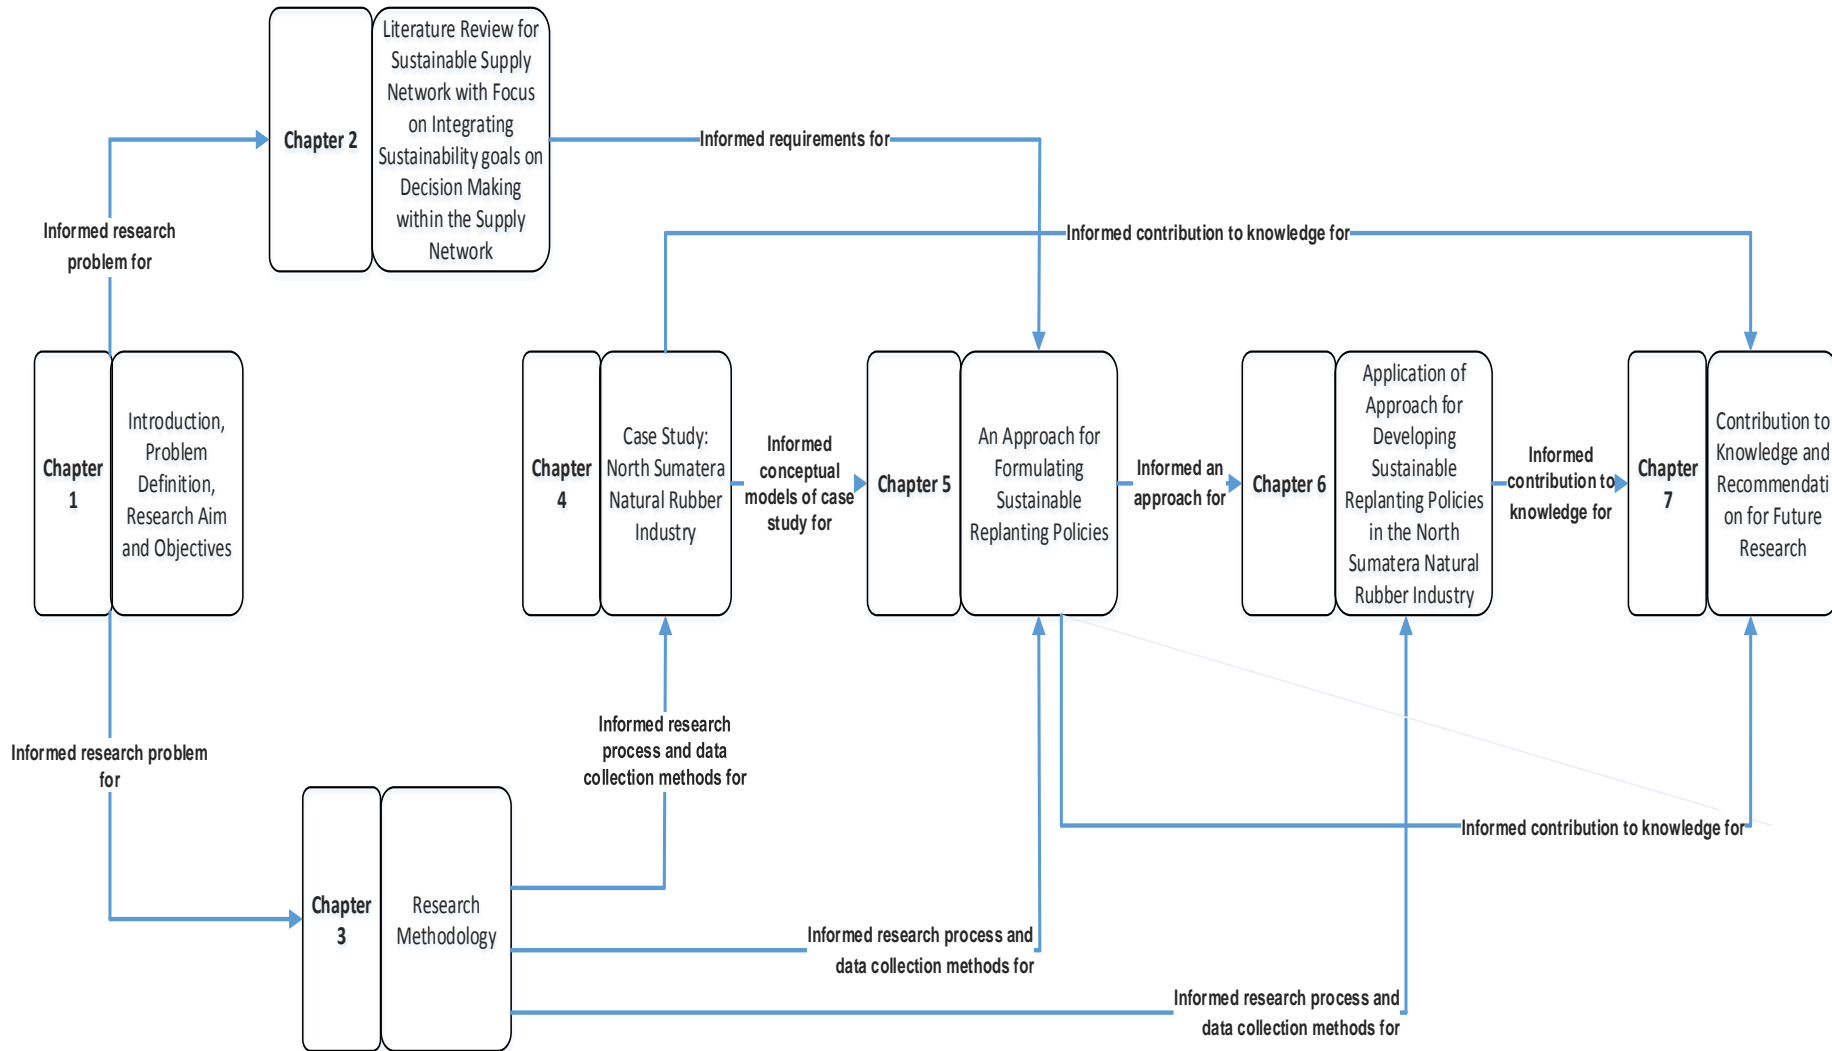 Chapter 2
Literature Review for
Sustainable Supply
Network with Focus
on Integrating
Sustainability goals on
Decision Making
within the Supply
Network
Informed requirements for
Informed research
problem for
Informed contribution to knowledge for
Chapter
1
Introduction,
Problem
Definition,
Research Aim
and Objectives
Chapter
4
Case Study:
North Sumatera
Natural Rubber
Industry
Informed
conceptual
models of case
study for
Chapter 5
An Approach for
Formulating
Sustainable
Replanting Policies
Informed an
approach for
Chapter 6
Application of
Approach for
Developing
Sustainable
Replanting Policies
in the North
Sumatera Natural
Rubber Industry
Informed
contribution to
knowledge for
Chapter
7
Contribution to
Knowledge and
Recommendati
on for Future
Research
Informed research problem
for
Informed research
process and data
collection methods for
Informed contribution to knowledge for
Chapter
3
Research
Methodology
Informed research process and
data collection methods for
Informed research process and
data collection methods for